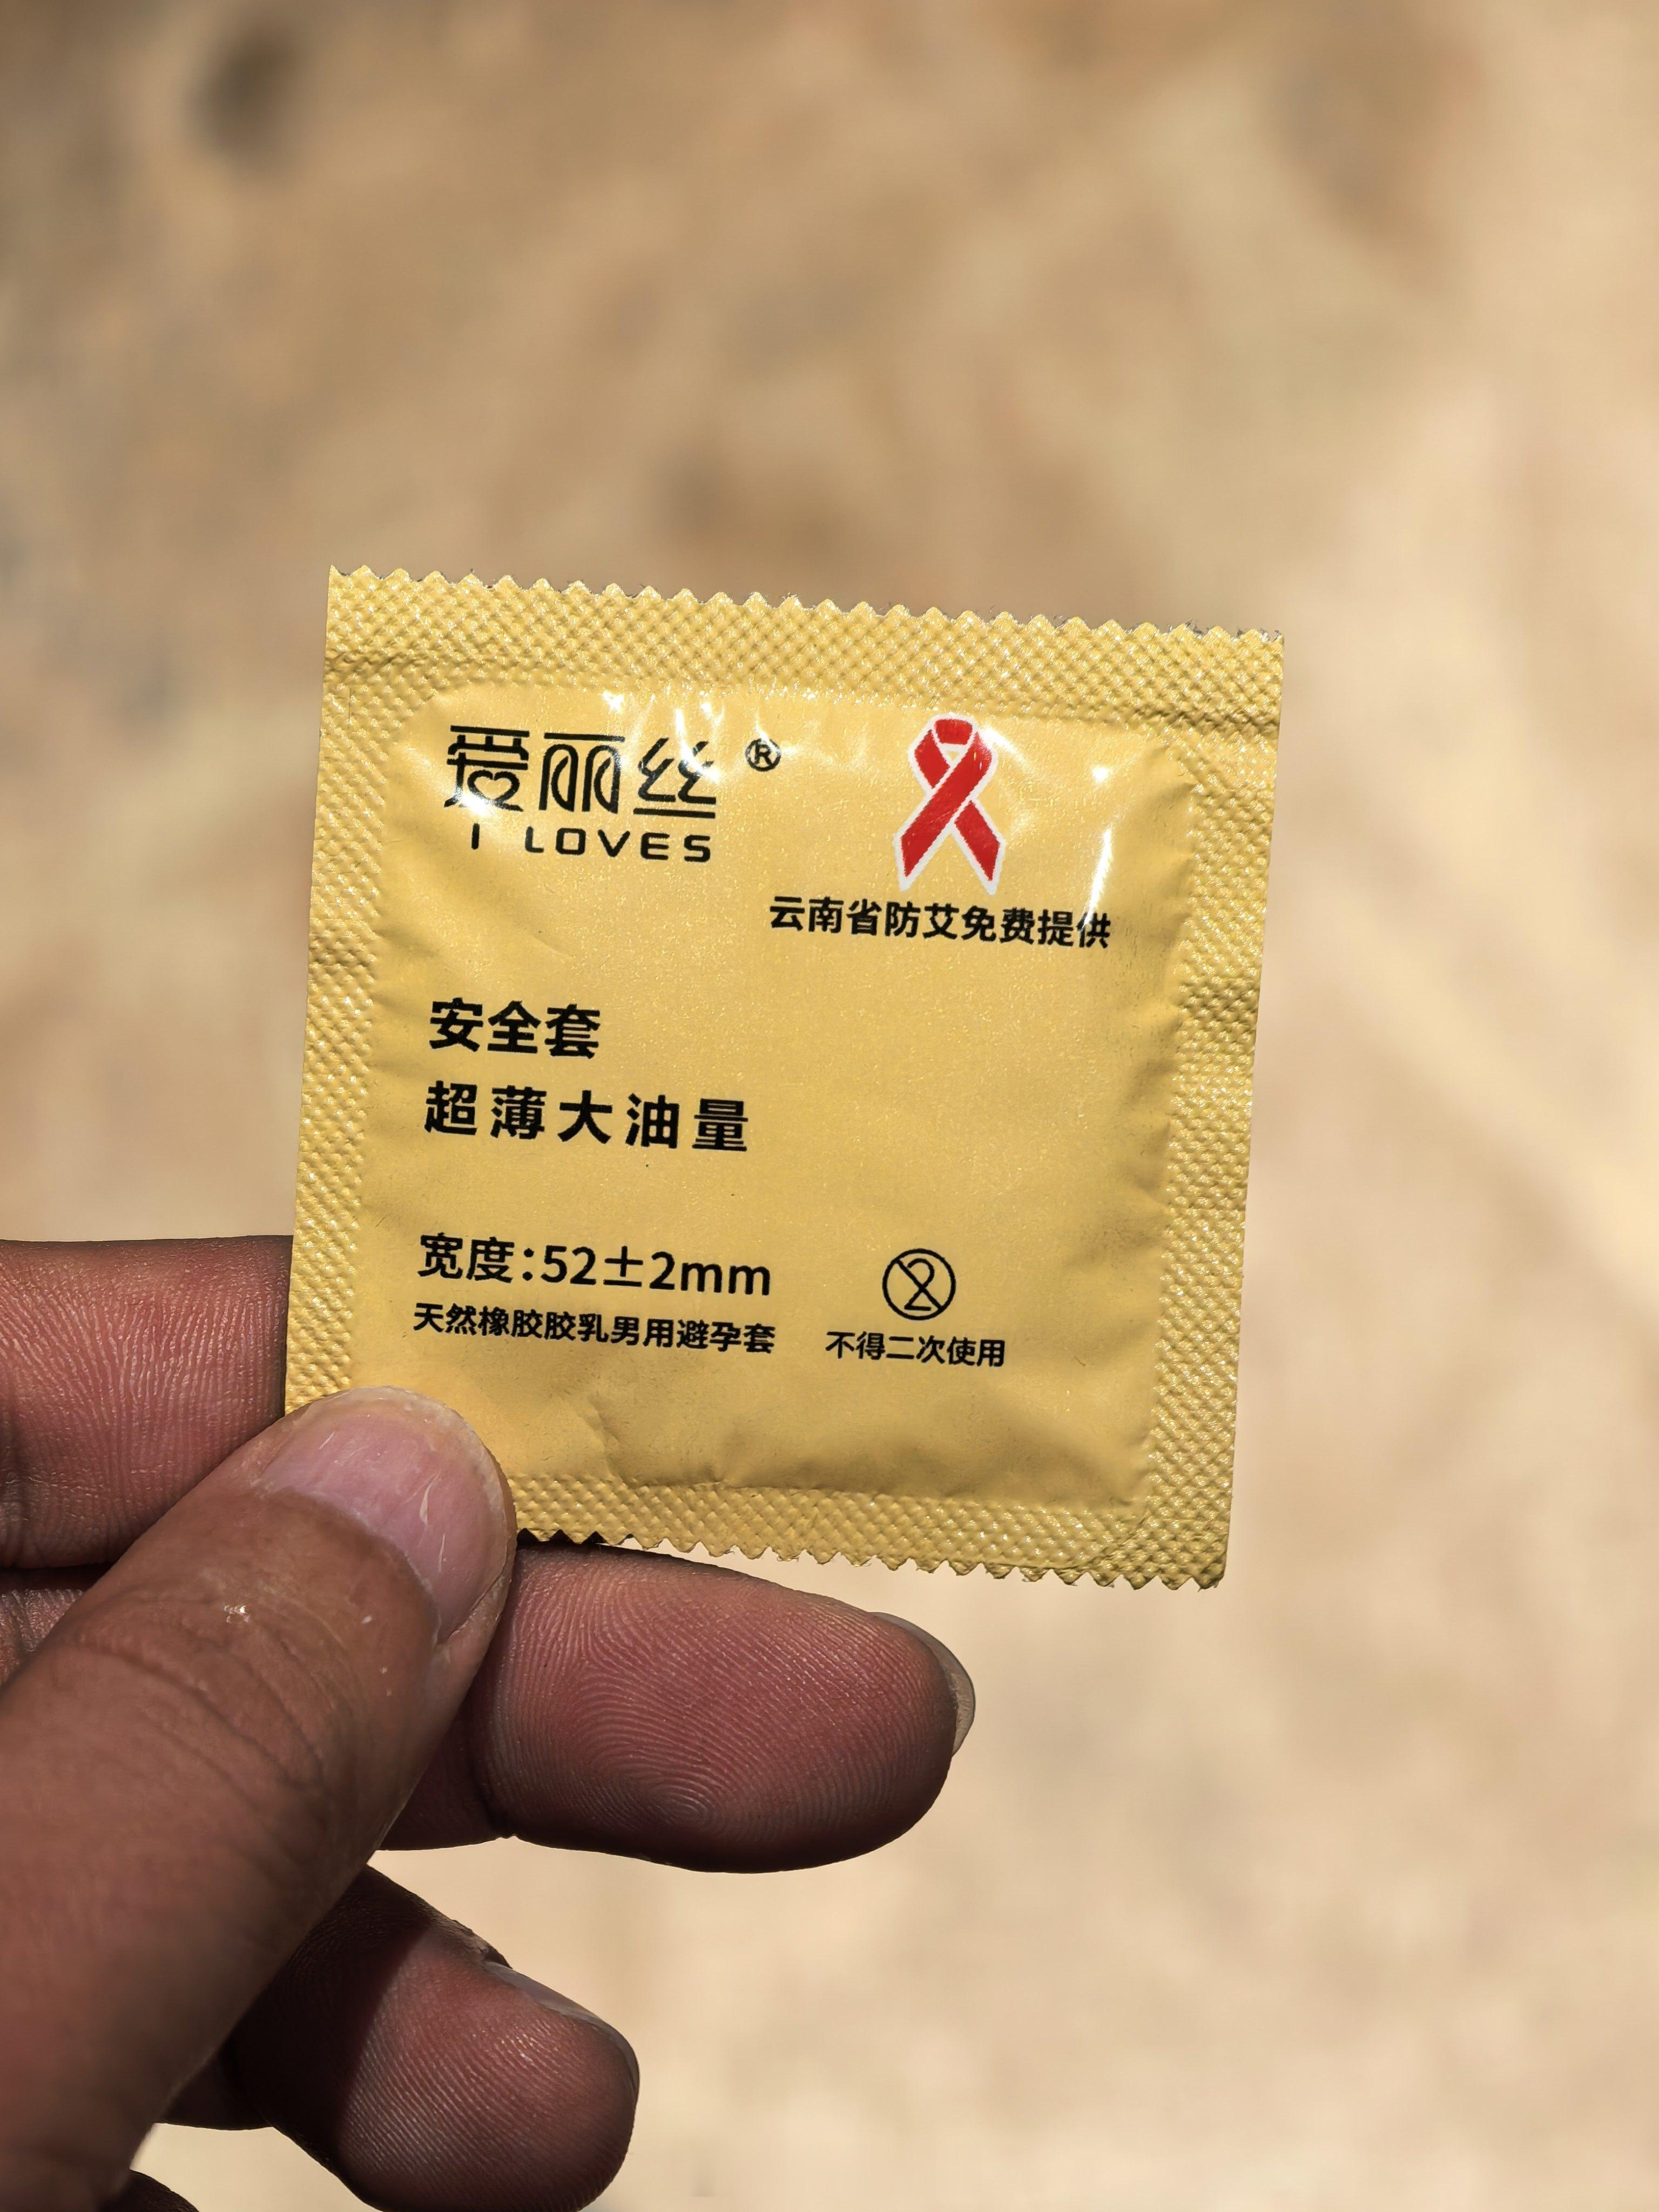 爱丽丝®
I LOVES
云南省防艾免费提供
安全套
超薄大油量
宽度:52±2mm
天然橡胶胶乳男用避孕套
2
不得二次使用